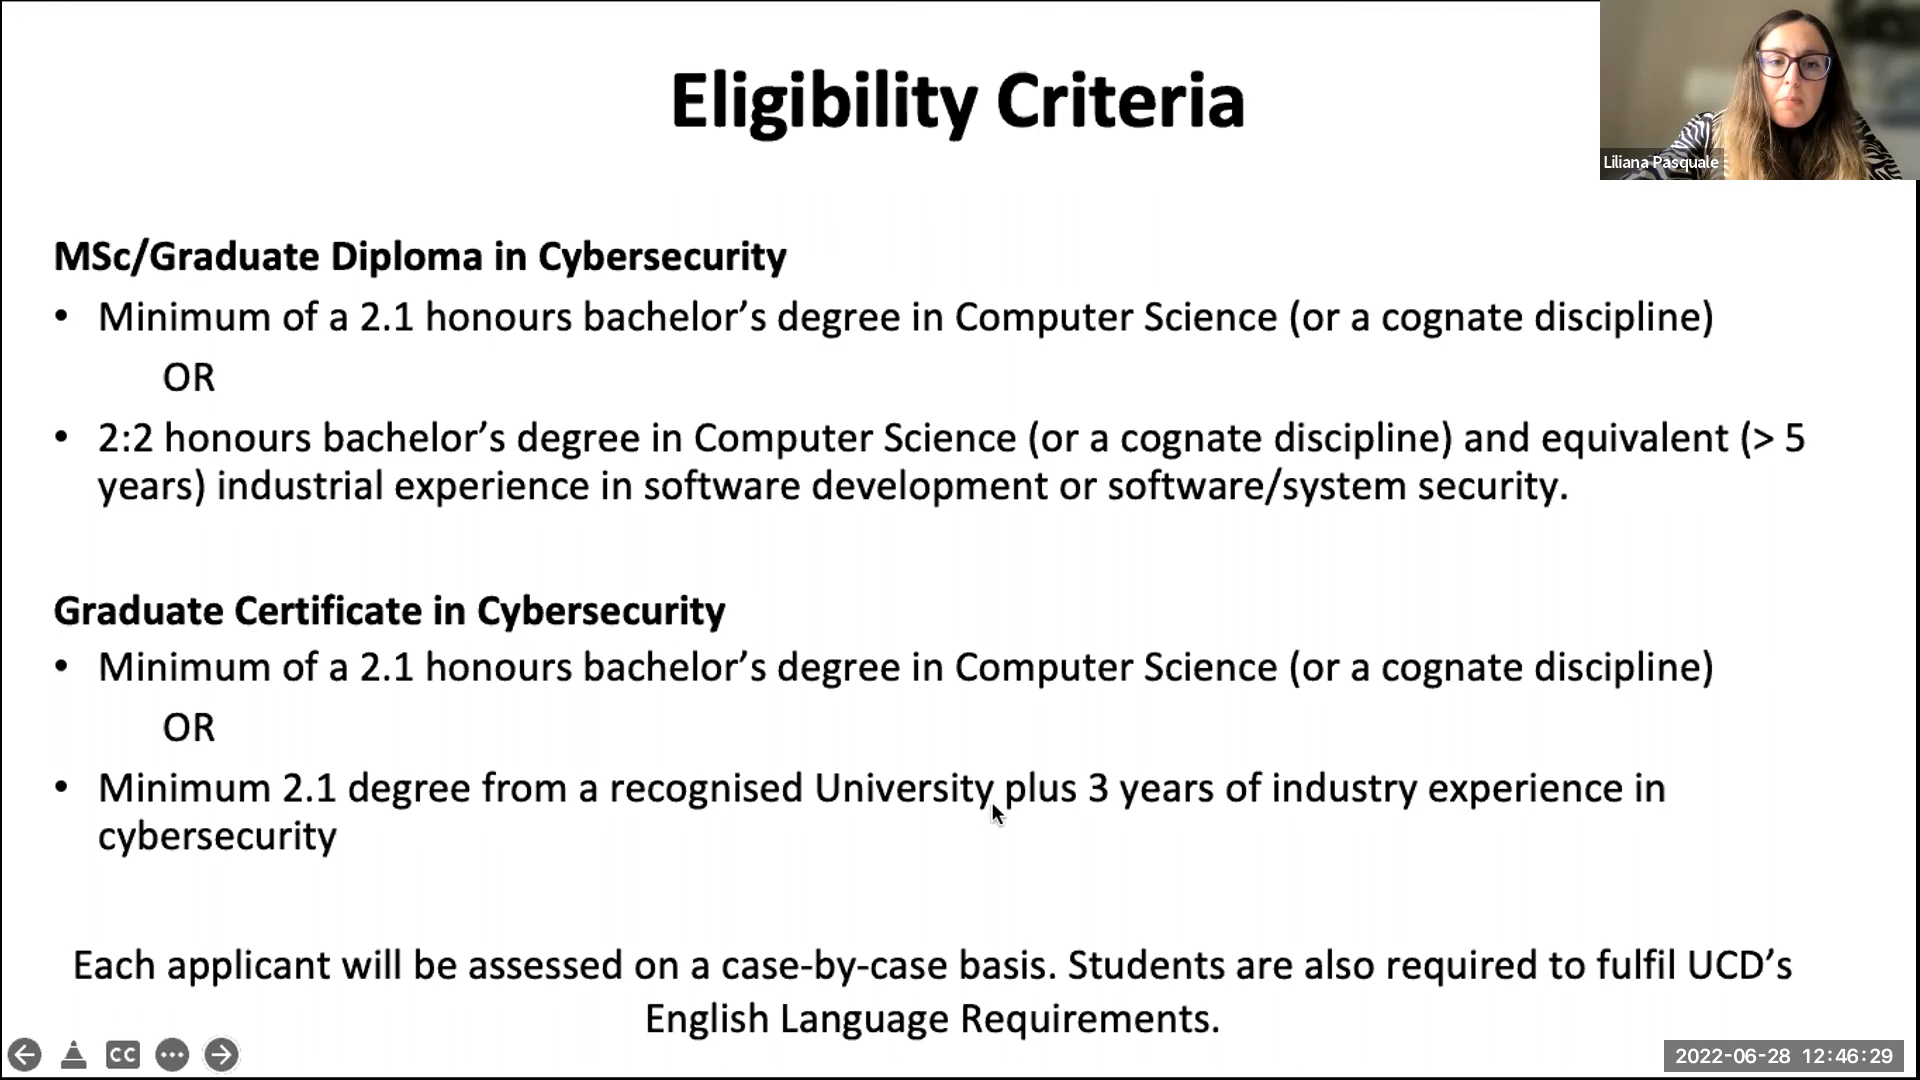 Eligibility Criteria
Liliana Pasquale
MSc/Graduate Diploma in Cybersecurity
• Minimum of a 2.1 honours bachelor’s degree in Computer Science (or a cognate discipline)
OR
• 2:2 honours bachelor’s degree in Computer Science (or a cognate discipline) and equivalent (> 5
years) industrial experience in software development or software/system security.
Graduate Certificate in Cybersecurity
• Minimum of a 2.1 honours bachelor’s degree in Computer Science (or a cognate discipline)
OR
• Minimum 2.1 degree from a recognised University plus 3 years of industry experience in
cybersecurity
Each applicant will be assessed on a case-by-case basis. Students are also required to fulfil UCD’s
English Language Requirements.
CC
2022-06-28 12:46:29